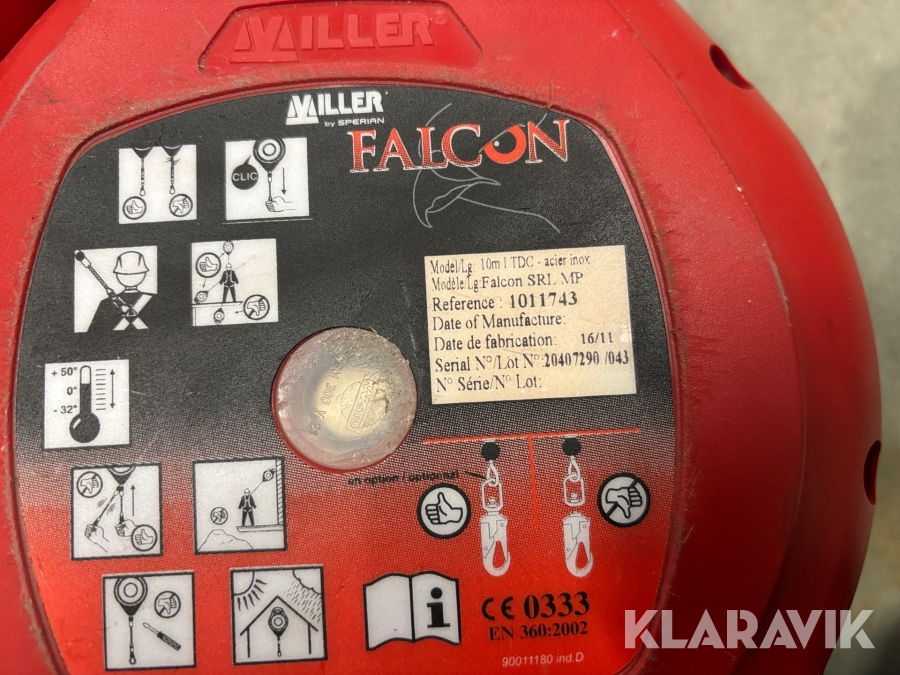 MILLER
MILLER
by SPERIAN
FALCON
CLIC
Model/Lg: 10m I TDC - acier inox
Modèle/Lg:Falcon SRL MP
Reference : 1011743
Date of Manufacture:
Date de fabrication: 16/11
Serial N°/Lot N°:20407290 /043
N° Série/N° Lot:
+ 50°
0°
- 32°
en option / optionnal
CE 0333
EN 360:2002
90011180 ind.D
KLARAVIK